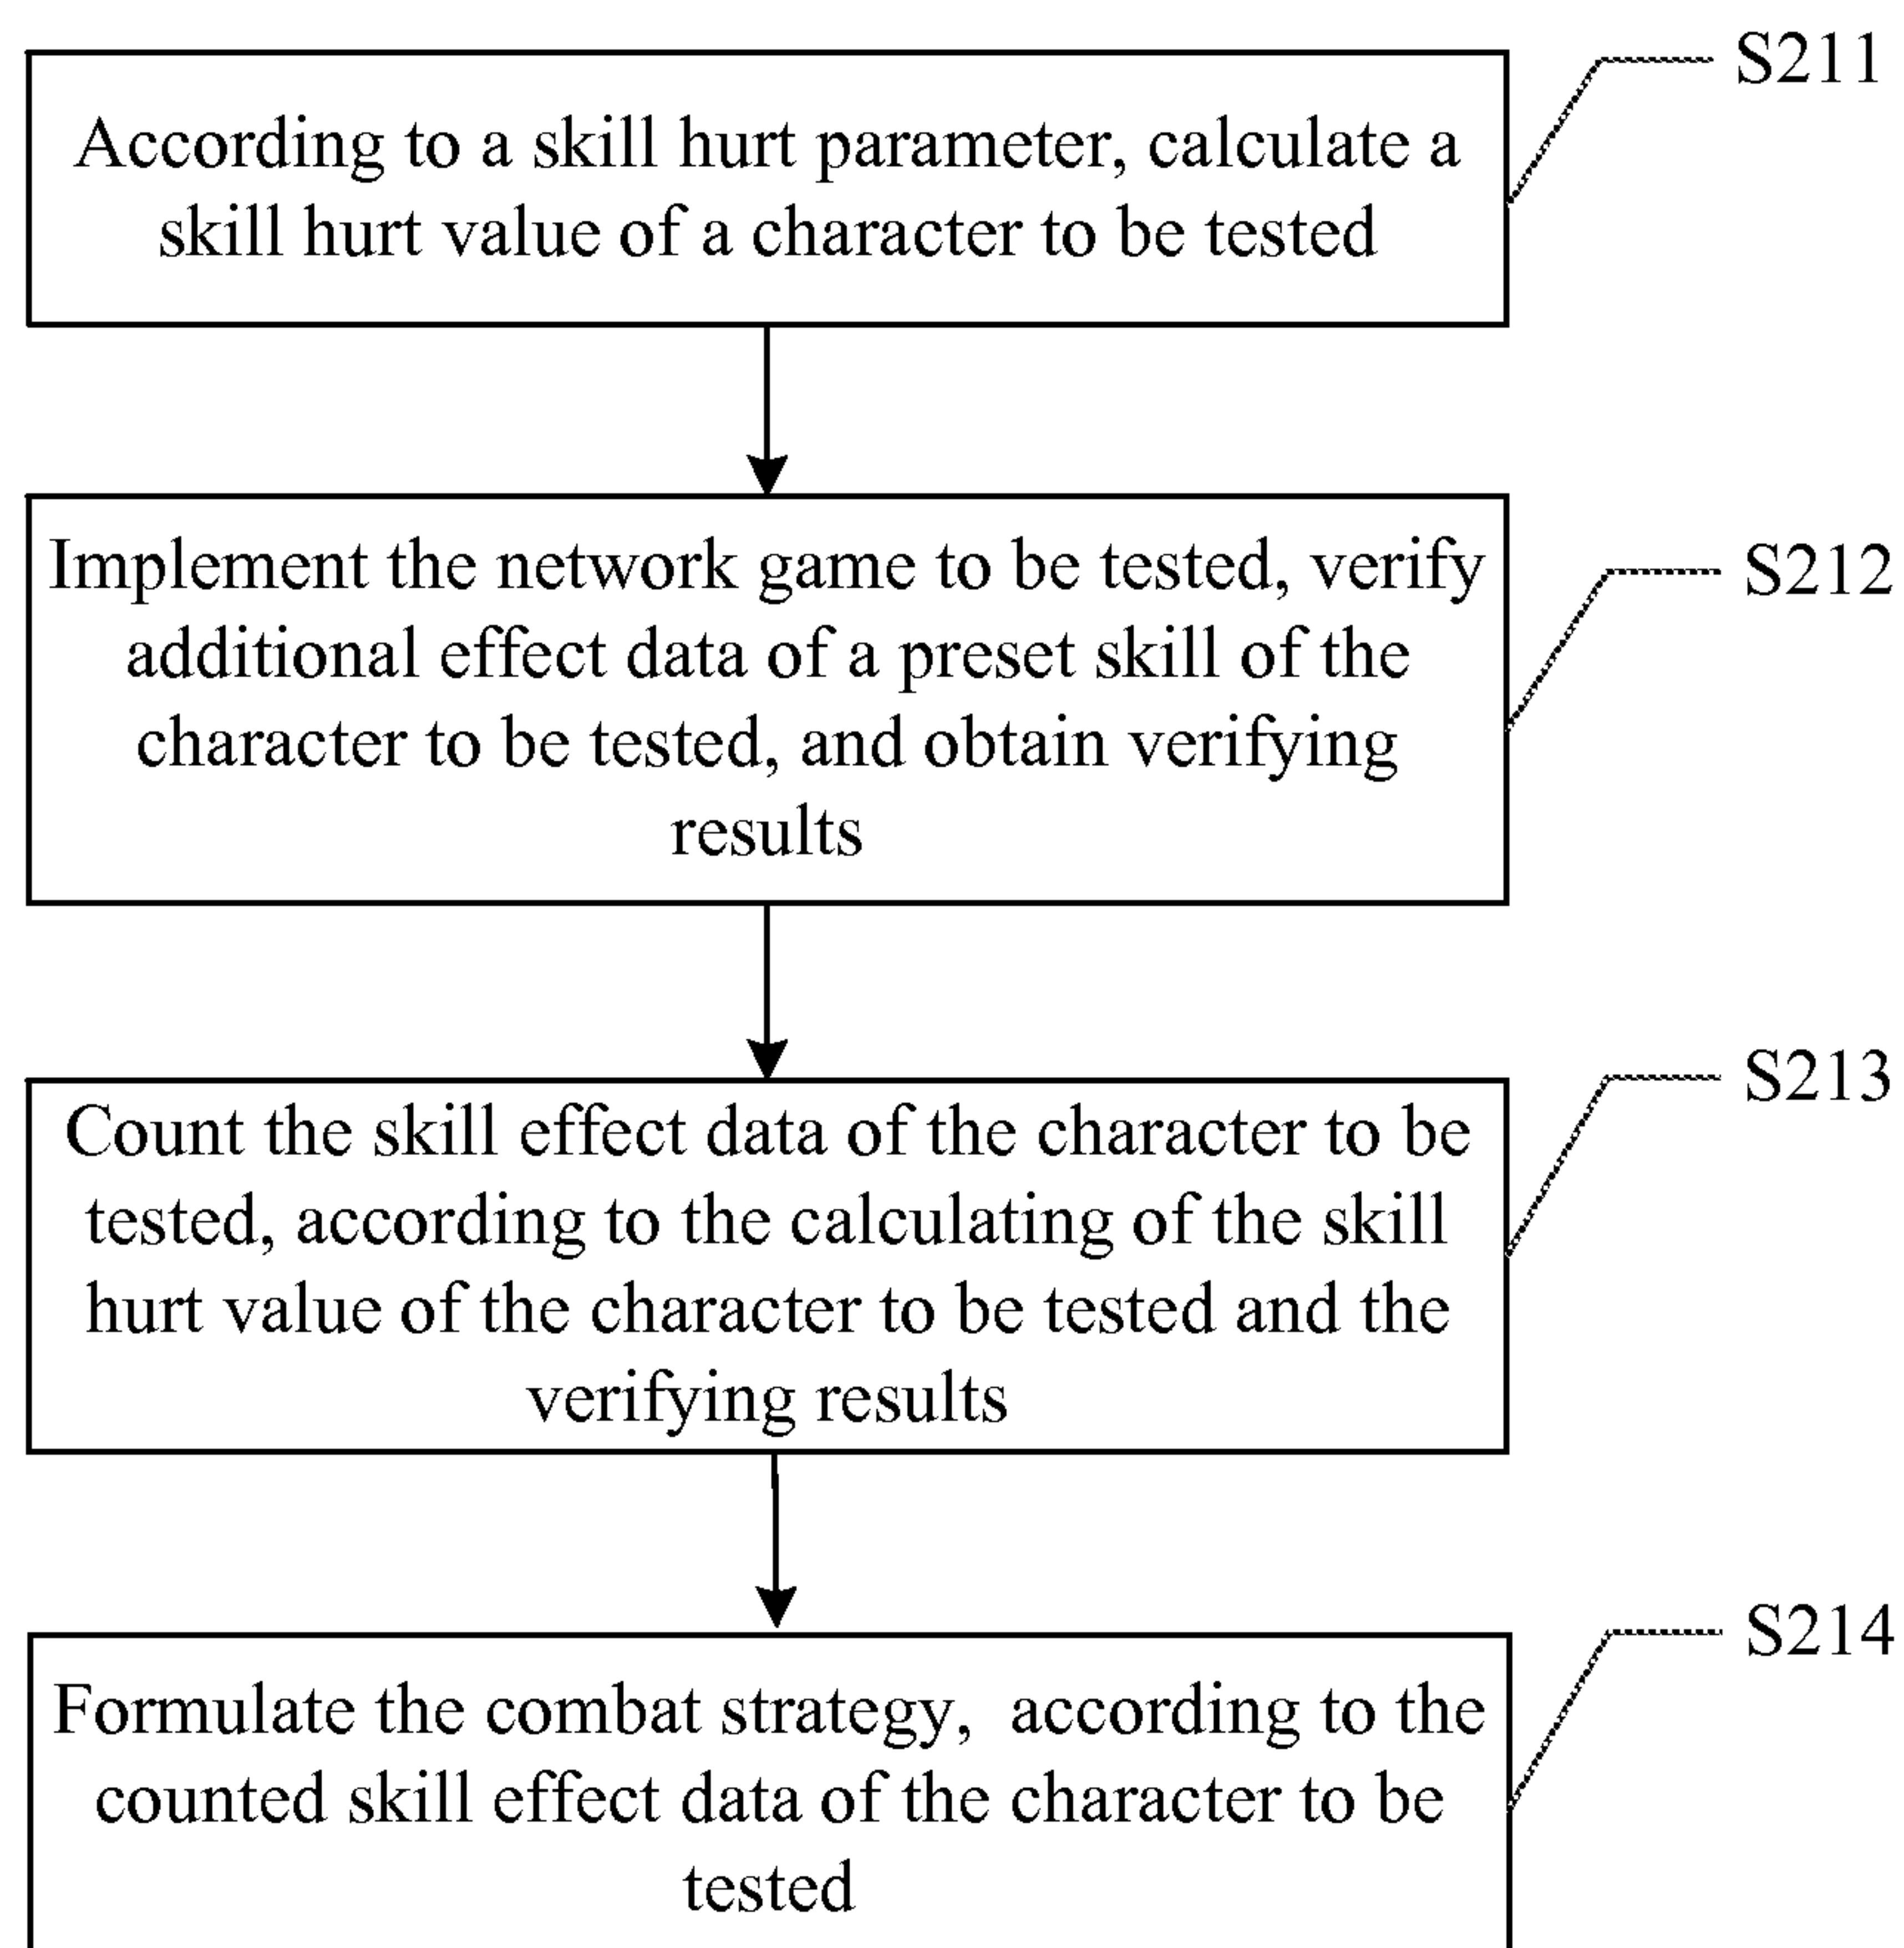 S211
According to a skill hurt parameter, calculate a
skill hurt value of a character to be tested
Implement the network game to be tested, verify
additional effect data of a preset skill of the
character to be tested, and obtain verifying
results
S212
Count the skill effect data of the character to be
tested, according to the calculating of the skill
hurt value of the character to be tested and the
verifying results
S213
Formulate the combat strategy, according to the
counted skill effect data of the character to be
tested
S214